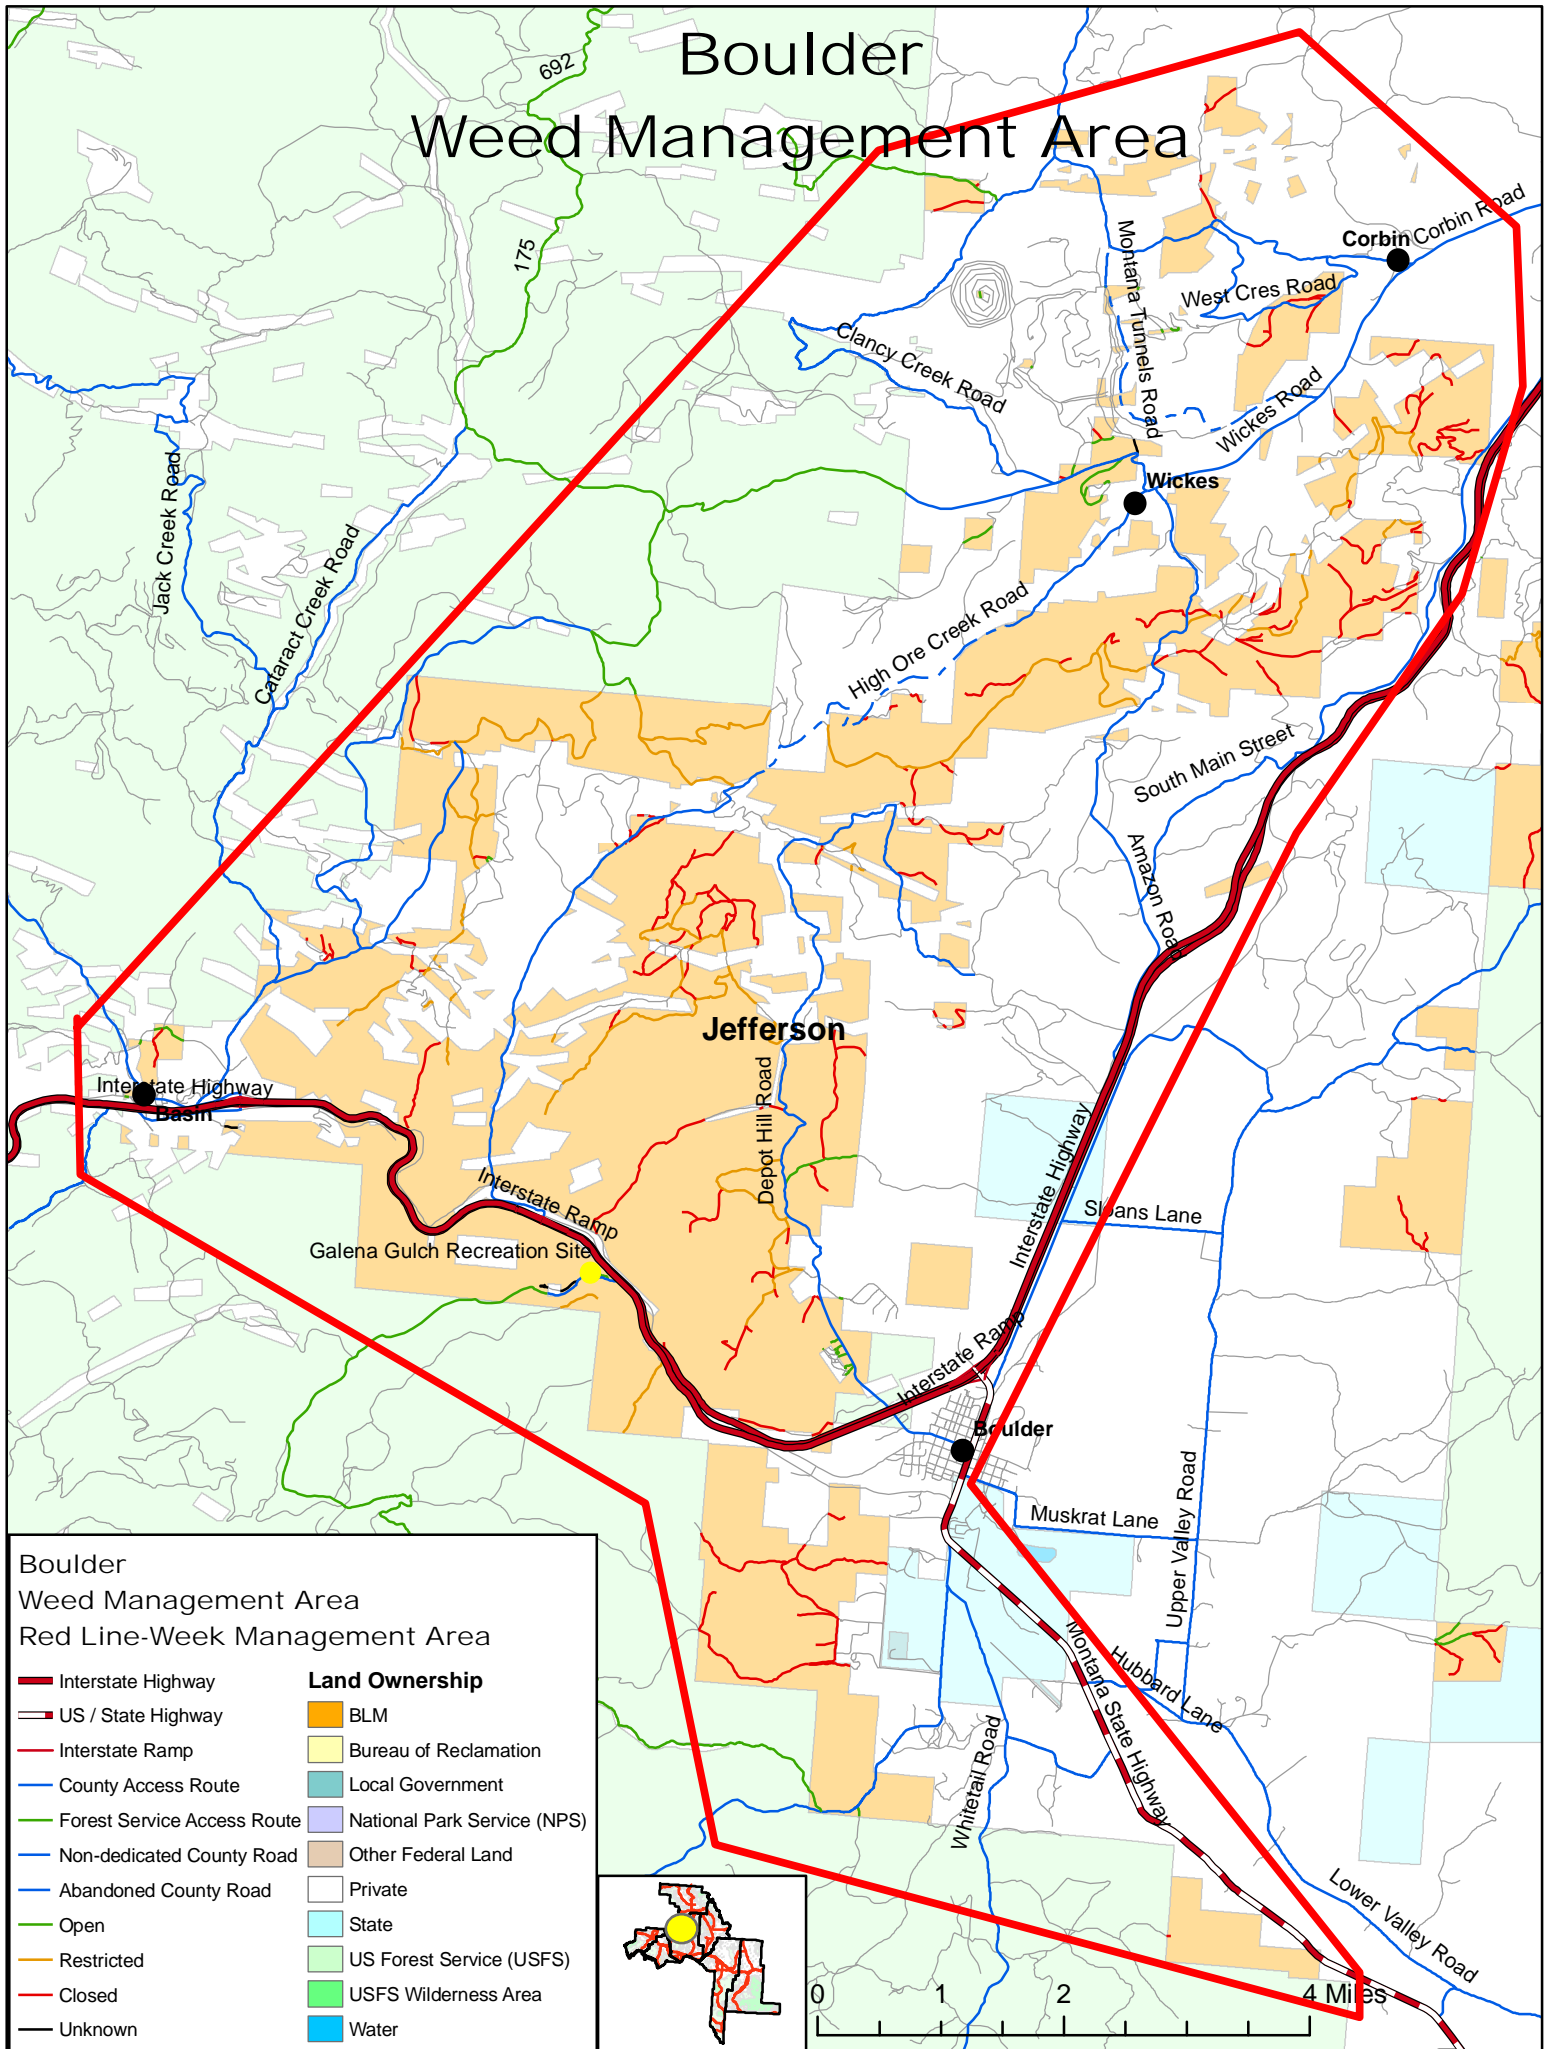 Boulder
Weed Management Area
692
175
Corbin
Corbin Road
Montana Tunnels Road
West Cres Road
Clancy Creek Road
Wickes Road
Wickes
Jack Creek Road
Cataract Creek Road
High Ore Creek Road
South Main Street
Amazon Road
Jefferson
Interstate Highway
Basin
Depot Hill Road
Interstate Highway
Interstate Ramp
Sloans Lane
Galena Gulch Recreation Site
Interstate Ramp
Boulder
Muskrat Lane
Upper Valley Road
Hubbard Lane
Montana State Highway
Whitetail Road
Lower Valley Road
Boulder
Weed Management Area
Red Line-Week Management Area
Interstate Highway
US / State Highway
Interstate Ramp
County Access Route
Forest Service Access Route
Non-dedicated County Road
Abandoned County Road
Open
Restricted
Closed
Unknown
Land Ownership
BLM
Bureau of Reclamation
Local Government
National Park Service (NPS)
Other Federal Land
Private
State
US Forest Service (USFS)
USFS Wilderness Area
Water
0 1 2 4 Miles